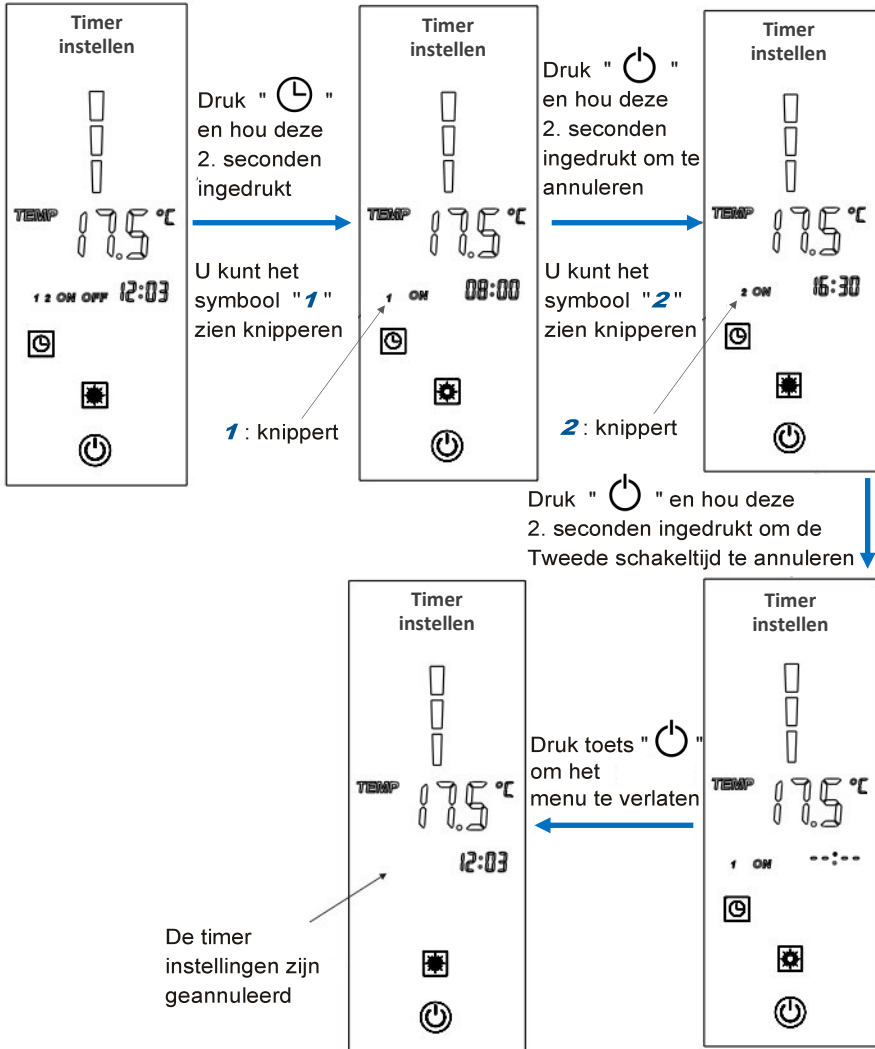 Timer
instellen
TEMP 17.5 °C
1 2 ON OFF 12:03
Druk " "
en hou deze
2. seconden
ingedrukt
U kunt het
symbool "1"
zien knipperen
Timer
instellen
TEMP 17.5 °C
1 ON 08:00
1 : knippert
Druk " "
en hou deze
2. seconden
ingedrukt om te
annuleren
U kunt het
symbool "2"
zien knipperen
Timer
instellen
TEMP 17.5 °C
2 ON 16:30
2 : knippert
Druk " " en hou deze
2. seconden ingedrukt om de
Tweede schakeltijd te annuleren
Timer
instellen
TEMP 17.5 °C
1 ON --:--
Druk toets " "
om het
menu te verlaten
Timer
instellen
TEMP 17.5 °C
12:03
De timer
instellingen zijn
geannuleerd